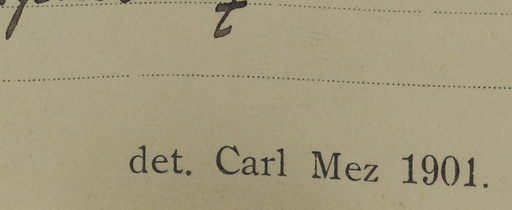 det. Carl Mez 1901.